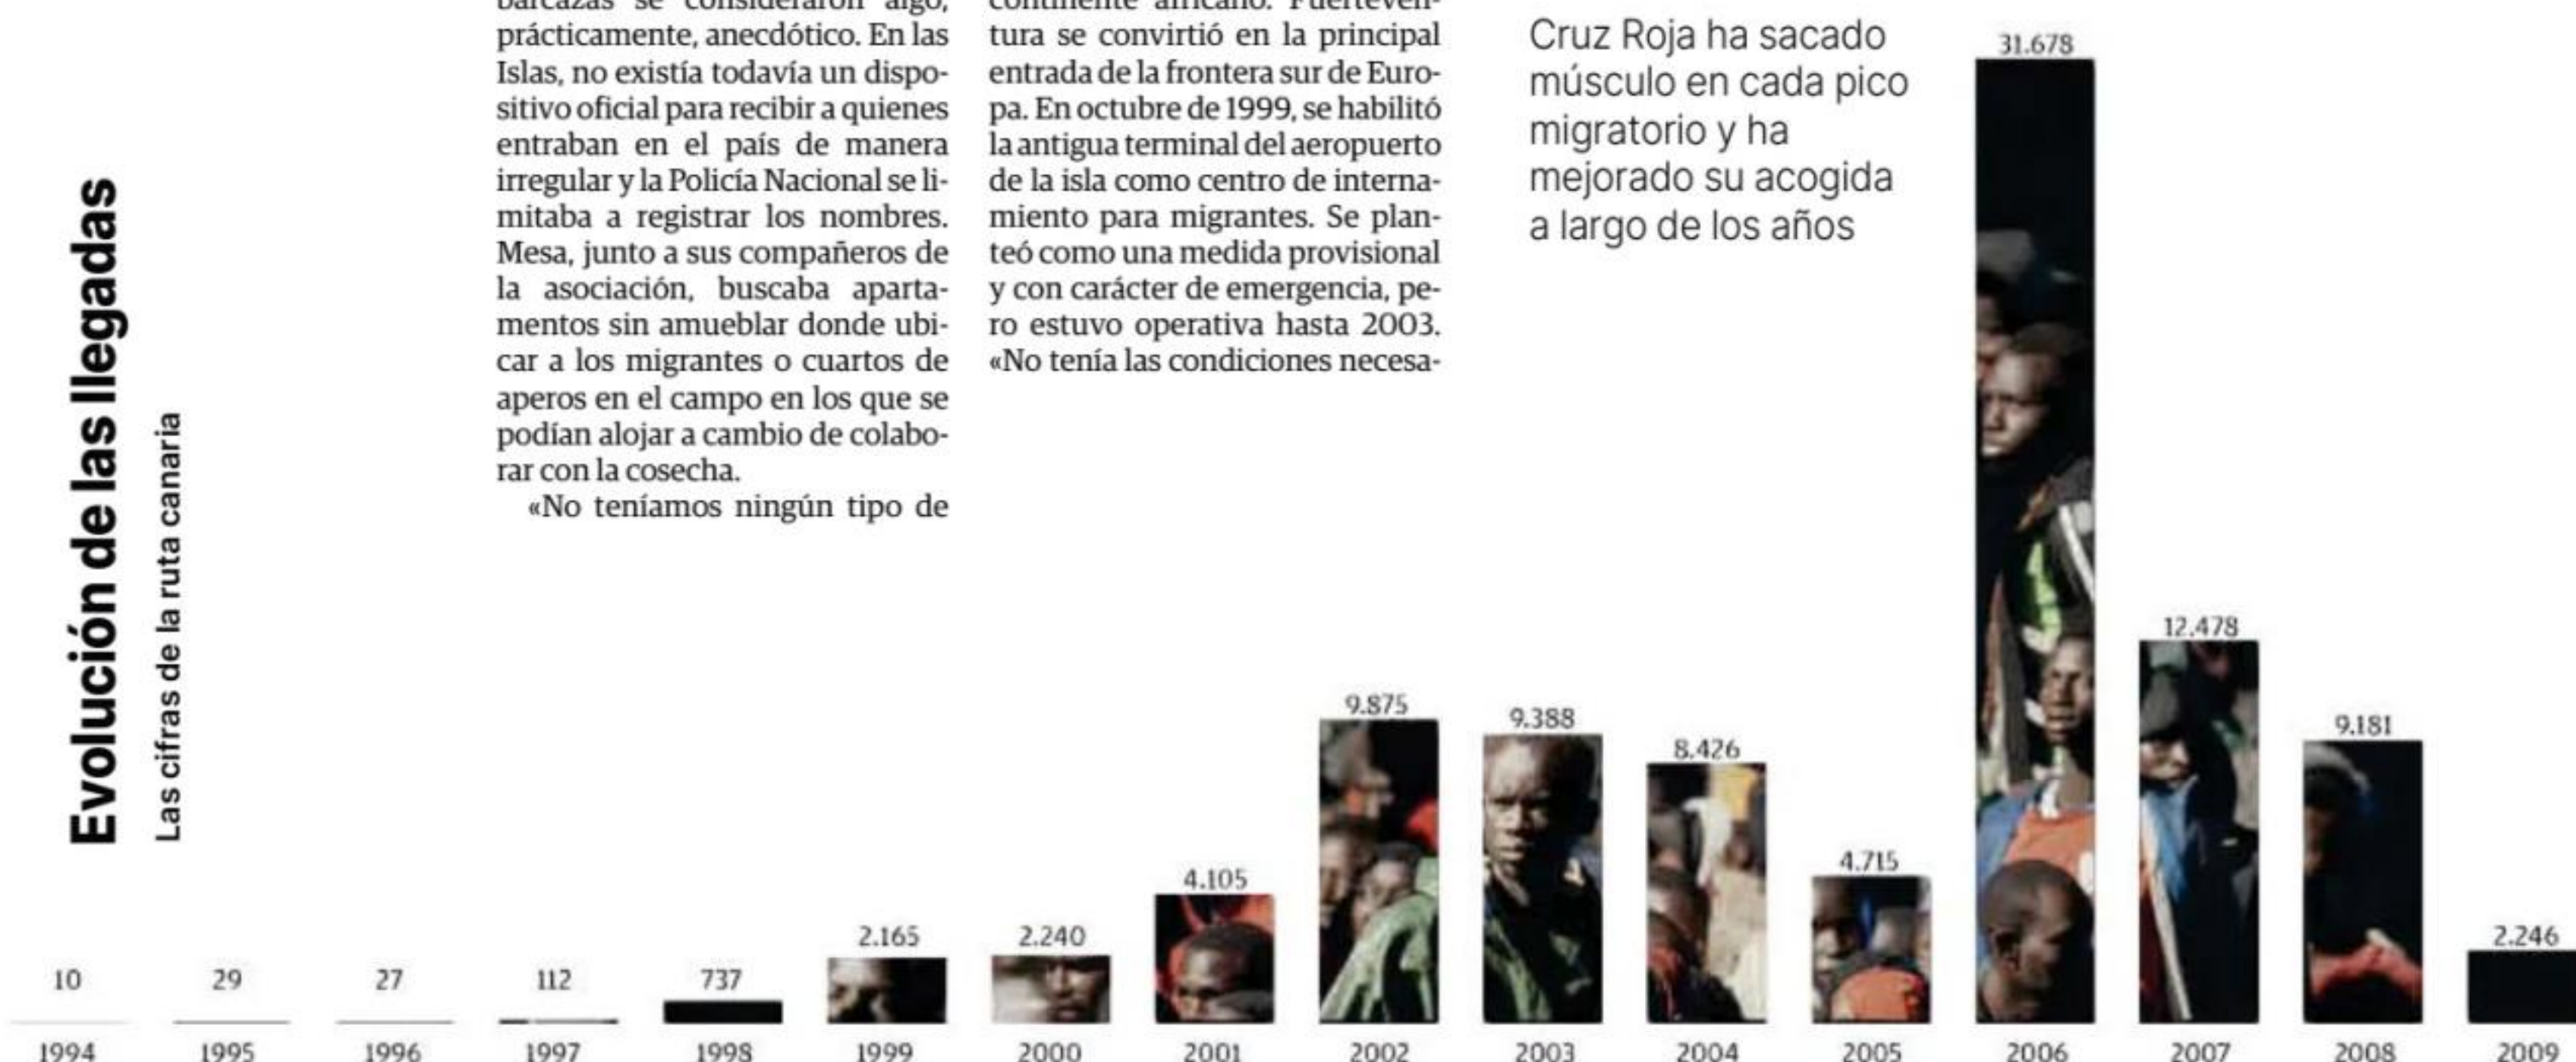 Evolución de las llegadas
Las cifras de la ruta canaria
barcazas se consideraron algo,
prácticamente, anecdótico. En las
Islas, no existía todavía un dispo-
sitivo oficial para recibir a quienes
entraban en el país de manera
irregular y la Policía Nacional se li-
mitaba a registrar los nombres.
Mesa, junto a sus compañeros de
la asociación, buscaba aparta-
mentos sin amueblar donde ubi-
car a los migrantes o cuartos de
aperos en el campo en los que se
podían alojar a cambio de colabo-
rar con la cosecha.
«No teníamos ningún tipo de
continente africano. Fuerteven-
tura se convirtió en la principal
entrada de la frontera sur de Euro-
pa. En octubre de 1999, se habilitó
la antigua terminal del aeropuerto
de la isla como centro de interna-
miento para migrantes. Se plan-
teó como una medida provisional
y con carácter de emergencia, pe-
ro estuvo operativa hasta 2003.
«No tenía las condiciones necesa-
Cruz Roja ha sacado
músculo en cada pico
migratorio y ha
mejorado su acogida
a largo de los años
10 29 27 112 737 2.165 2.240 4.105 9.875 9.388 8.426 4.715 31.678 12.478 9.181 2.246
1994 1995 1996 1997 1998 1999 2000 2001 2002 2003 2004 2005 2006 2007 2008 2009